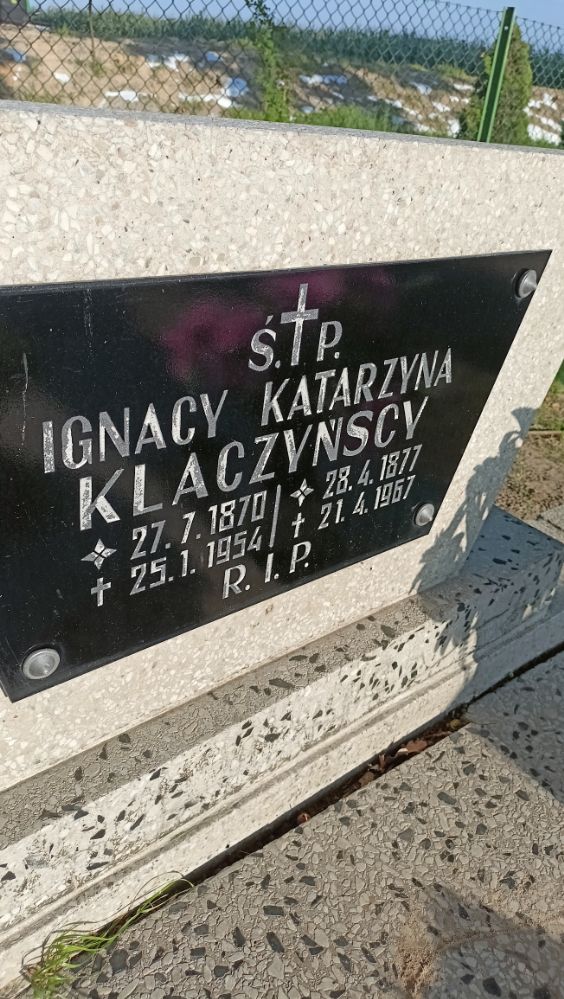 Ś. P.
IGNACY KATARZYNA
KLACZYŃSCY
27. 7. 1870 28. 4. 1877
25. 1. 1954 21. 4. 1967
R. I. P.